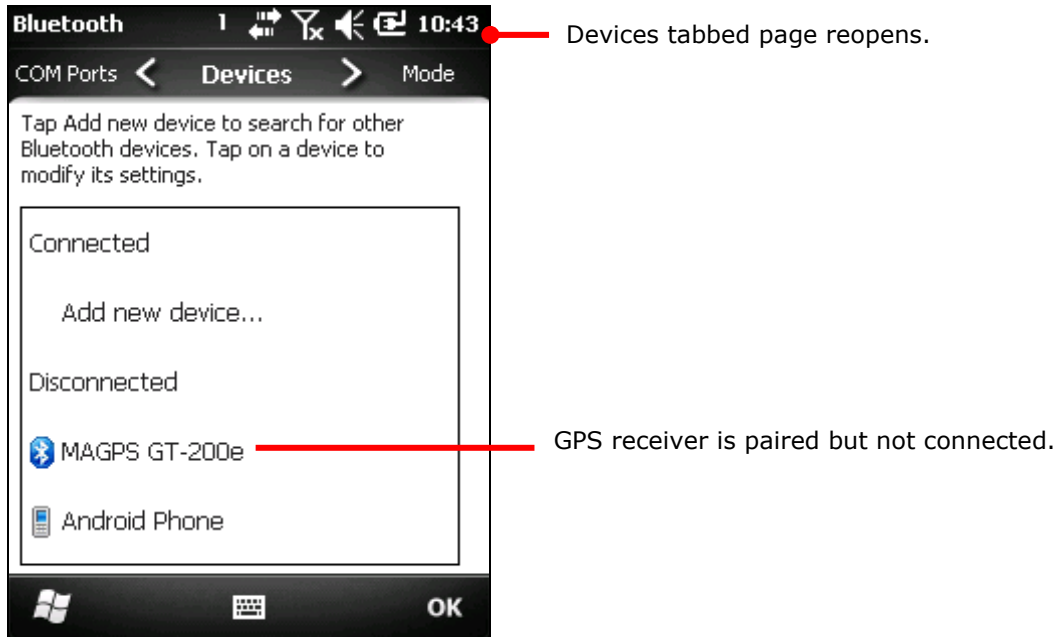 Bluetooth 1 10:43
Devices tabbed page reopens.
COM Ports < Devices > Mode
Tap Add new device to search for other
Bluetooth devices. Tap on a device to
modify its settings.
Connected
Add new device...
Disconnected
MAGPS GT-200e
GPS receiver is paired but not connected.
Android Phone
OK